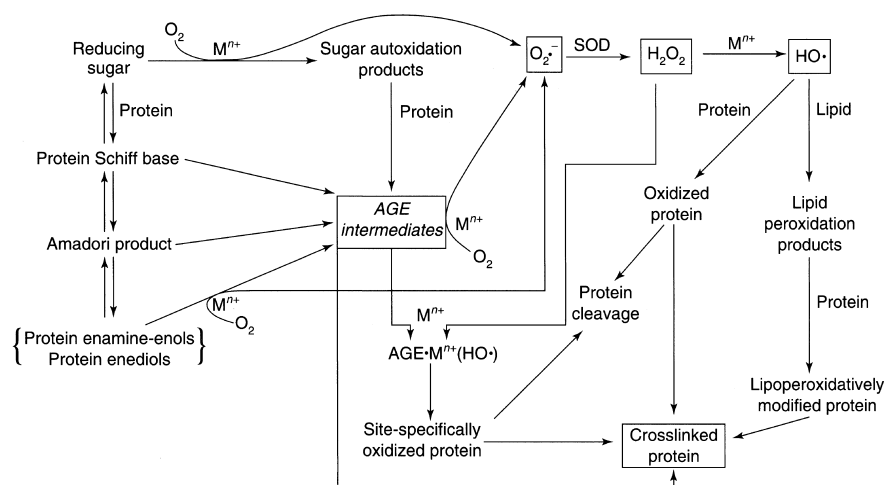 O₂
Mⁿ⁺
Reducing
sugar
Sugar autoxidation
products
O₂•⁻
SOD
H₂O₂
Mⁿ⁺
HO•
Protein
Protein
Protein
Lipid
Protein Schiff base
AGE
intermediates
Mⁿ⁺
O₂
Oxidized
protein
Lipid
peroxidation
products
Amadori product
Mⁿ⁺
O₂
Protein
cleavage
Protein
Mⁿ⁺
{Protein enamine-enols
Protein enediols}
AGE•Mⁿ⁺(HO•)
Lipoperoxidatively
modified protein
Site-specifically
oxidized protein
Crosslinked
protein